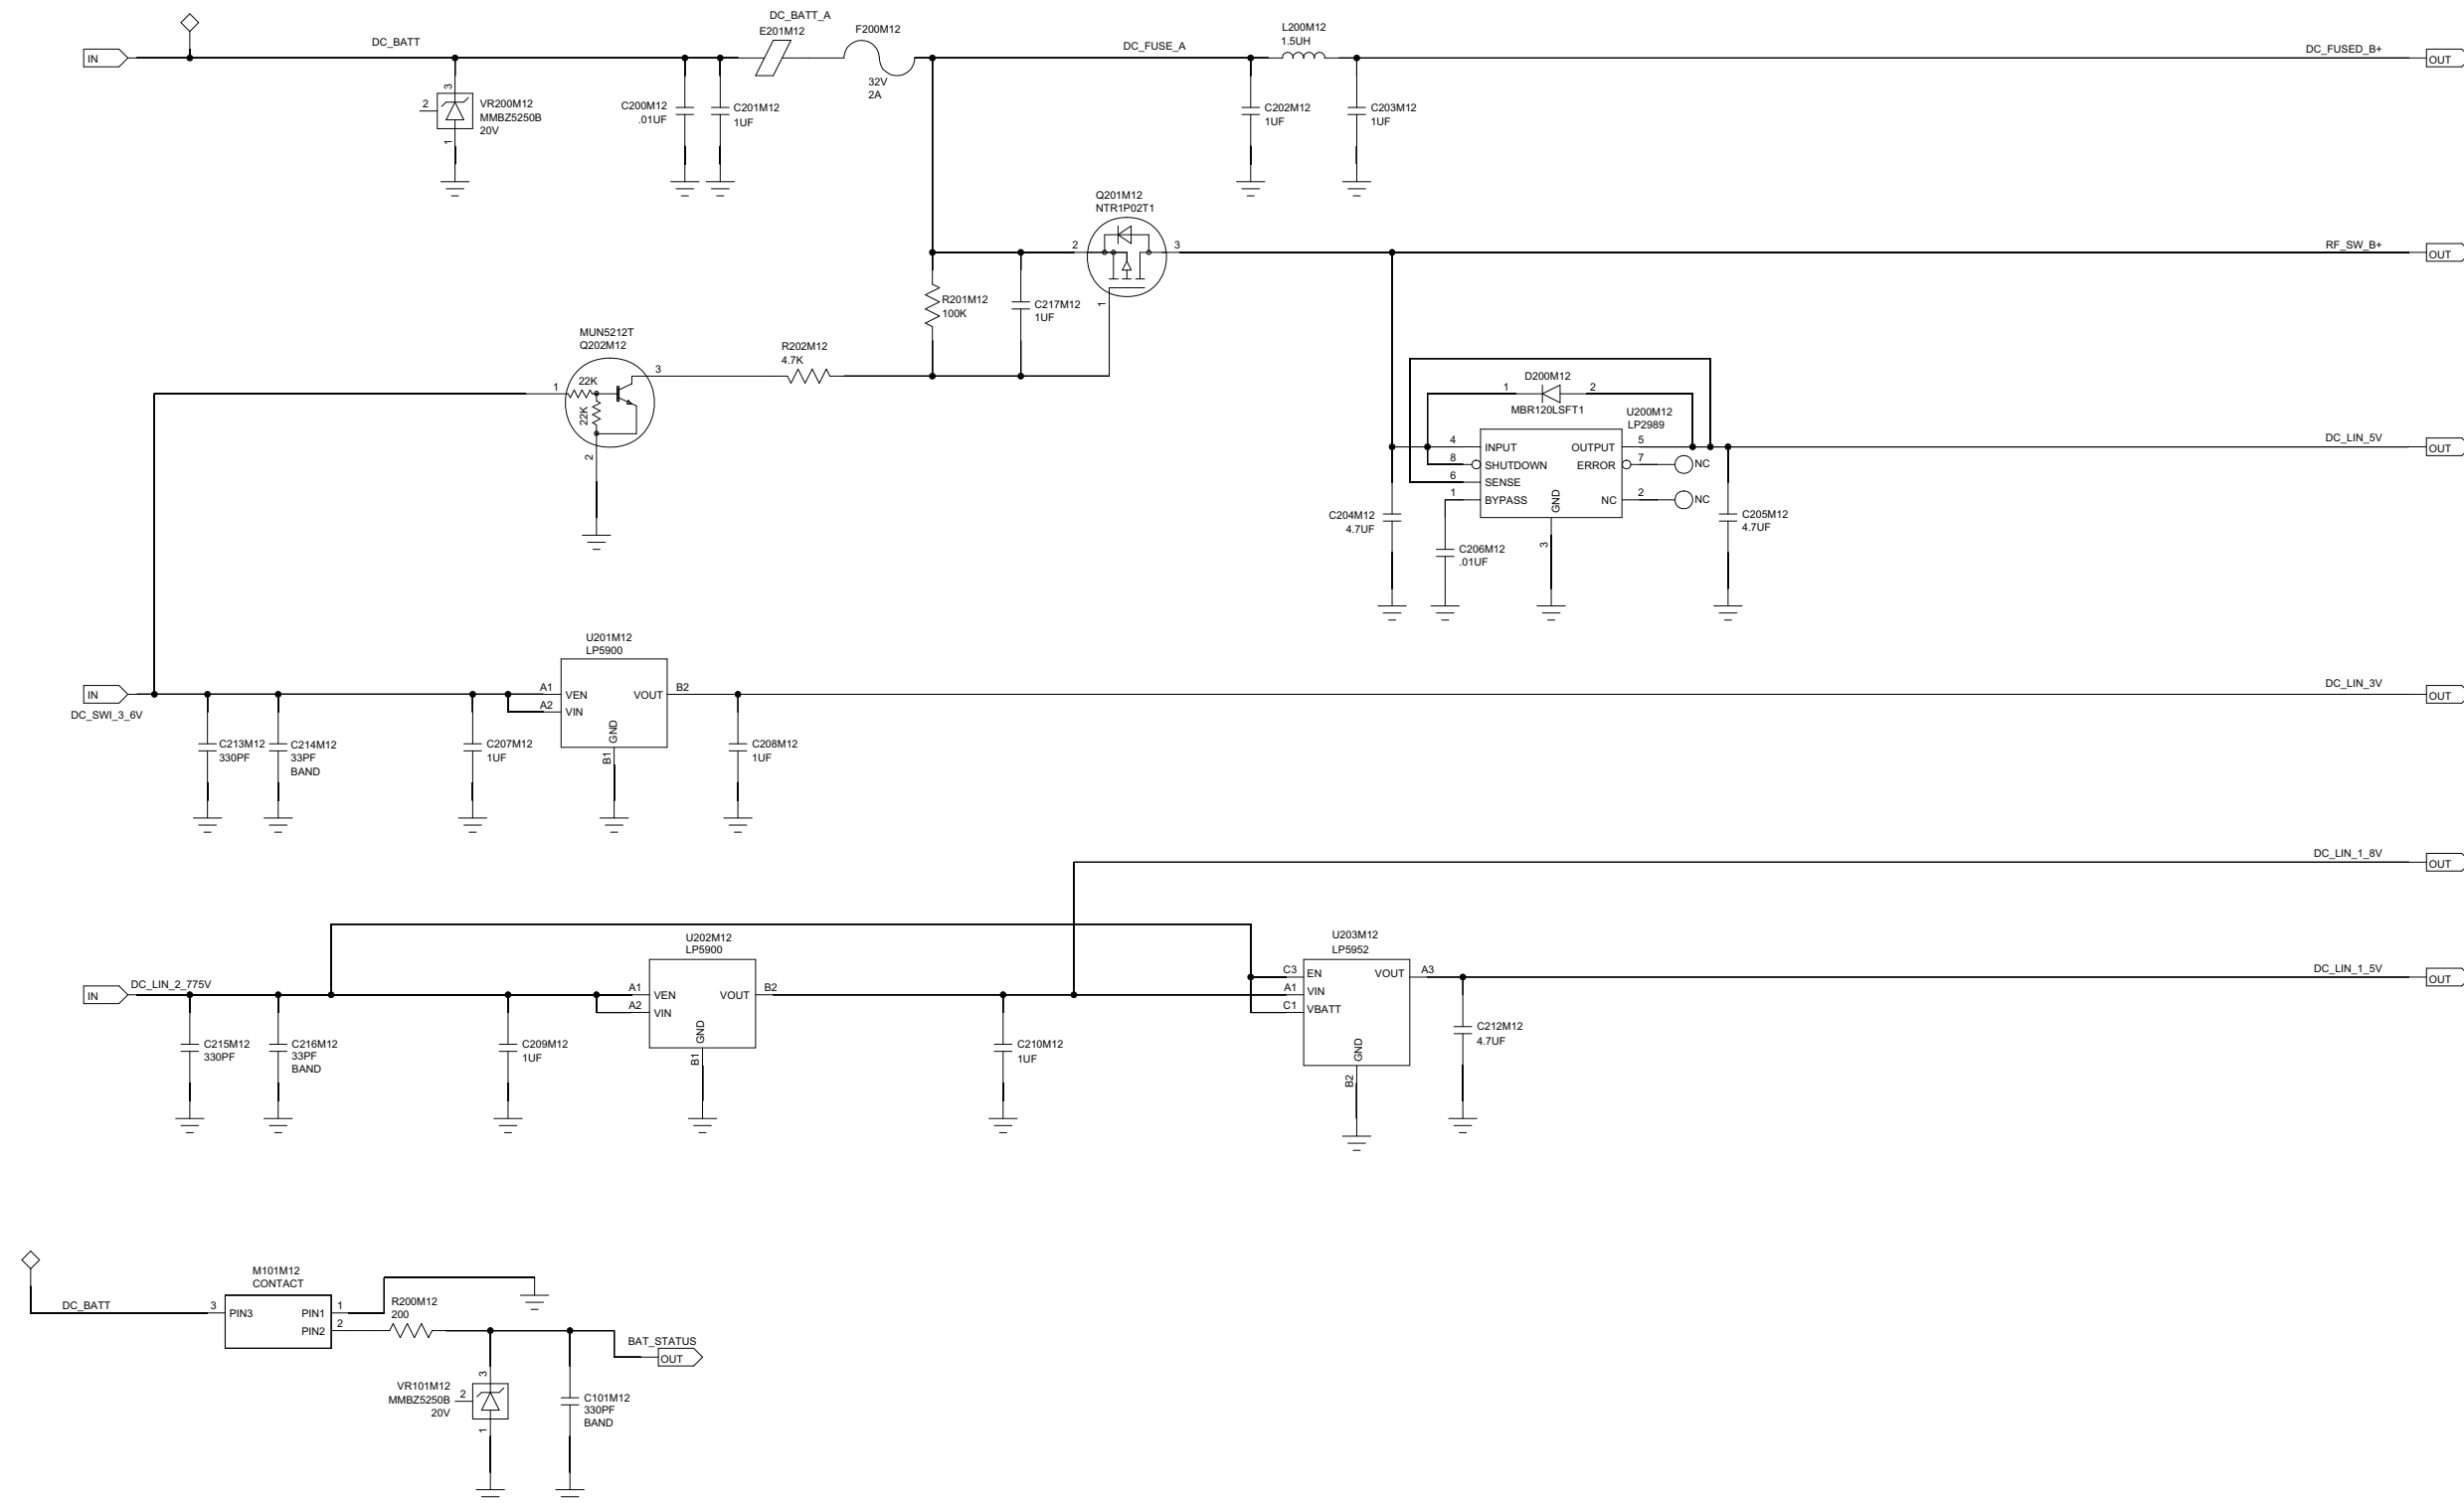 DC_BATT_A
E201M12
F200M12
L200M12
1.5UH
IN
DC_BATT
DC_FUSE_A
DC_FUSED_B+
OUT
32V
2A
3
2
VR200M12
MMBZ5250B
20V
1
C200M12
.01UF
C201M12
1UF
C202M12
1UF
C203M12
1UF
Q201M12
NTR1P02T1
2
3
1
RF_SW_B+
OUT
R201M12
100K
C217M12
1UF
MUN5212T
Q202M12
R202M12
4.7K
22K
22K
1
3
2
1
D200M12
2
MBR120LSFT1
U200M12
LP2989
4
INPUT
OUTPUT
5
DC_LIN_5V
OUT
8
SHUTDOWN
ERROR
7
NC
6
SENSE
1
BYPASS
GND
NC
2
NC
3
C204M12
4.7UF
C206M12
.01UF
C205M12
4.7UF
U201M12
LP5900
IN
DC_SWI_3_6V
A1
VEN
VOUT
B2
A2
VIN
GND
B1
DC_LIN_3V
OUT
C213M12
330PF
C214M12
33PF
BAND
C207M12
1UF
C208M12
1UF
DC_LIN_1_8V
OUT
U202M12
LP5900
U203M12
LP5952
IN
DC_LIN_2_775V
A1
VEN
VOUT
B2
A2
VIN
GND
B1
C3
EN
VOUT
A3
A1
VIN
C1
VBATT
GND
B2
DC_LIN_1_5V
OUT
C215M12
330PF
C216M12
33PF
BAND
C209M12
1UF
C210M12
1UF
C212M12
4.7UF
M101M12
CONTACT
DC_BATT
3
PIN3
PIN1
1
PIN2
2
R200M12
200
BAT_STATUS
OUT
3
VR101M12
MMBZ5250B
20V
2
1
C101M12
330PF
BAND